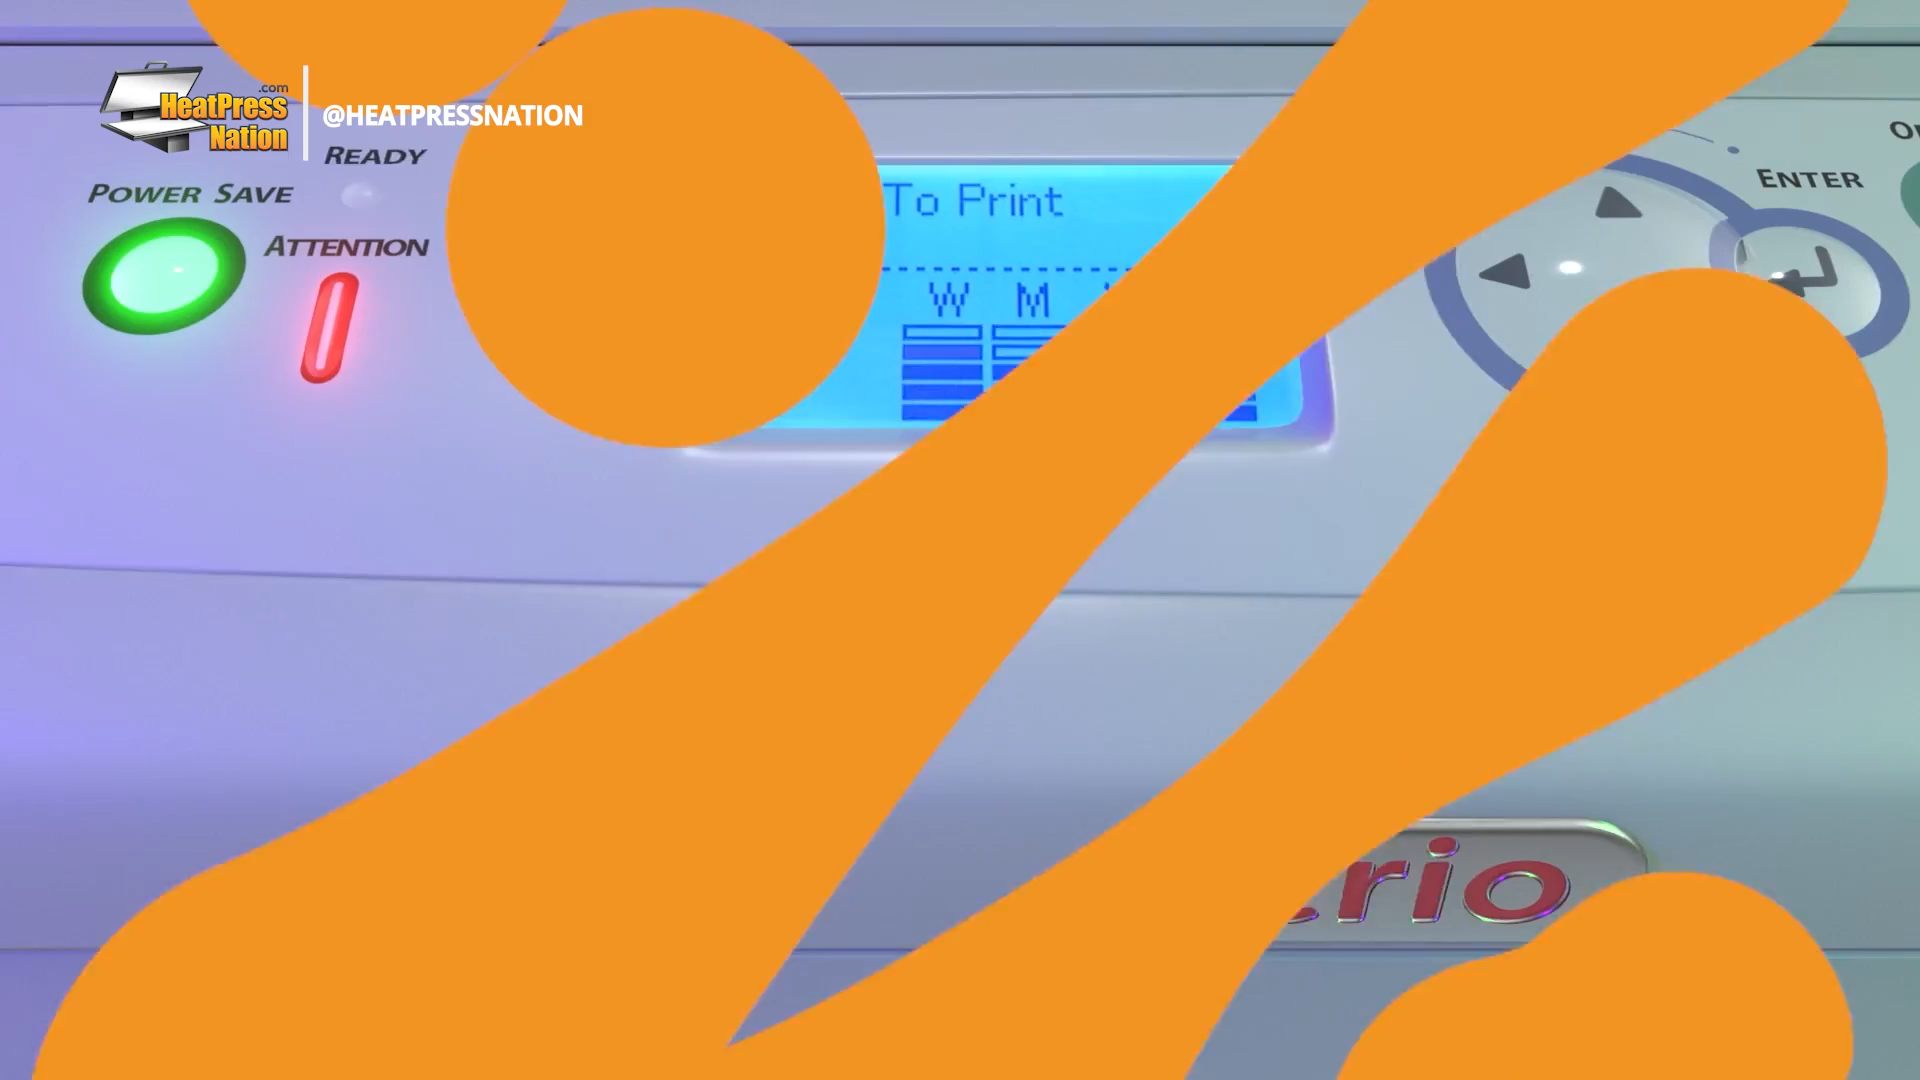 .com
HeatPress
Nation
@HEATPRESSNATION
READY
POWER SAVE
ATTENTION
To Print
W M
ENTER
rio